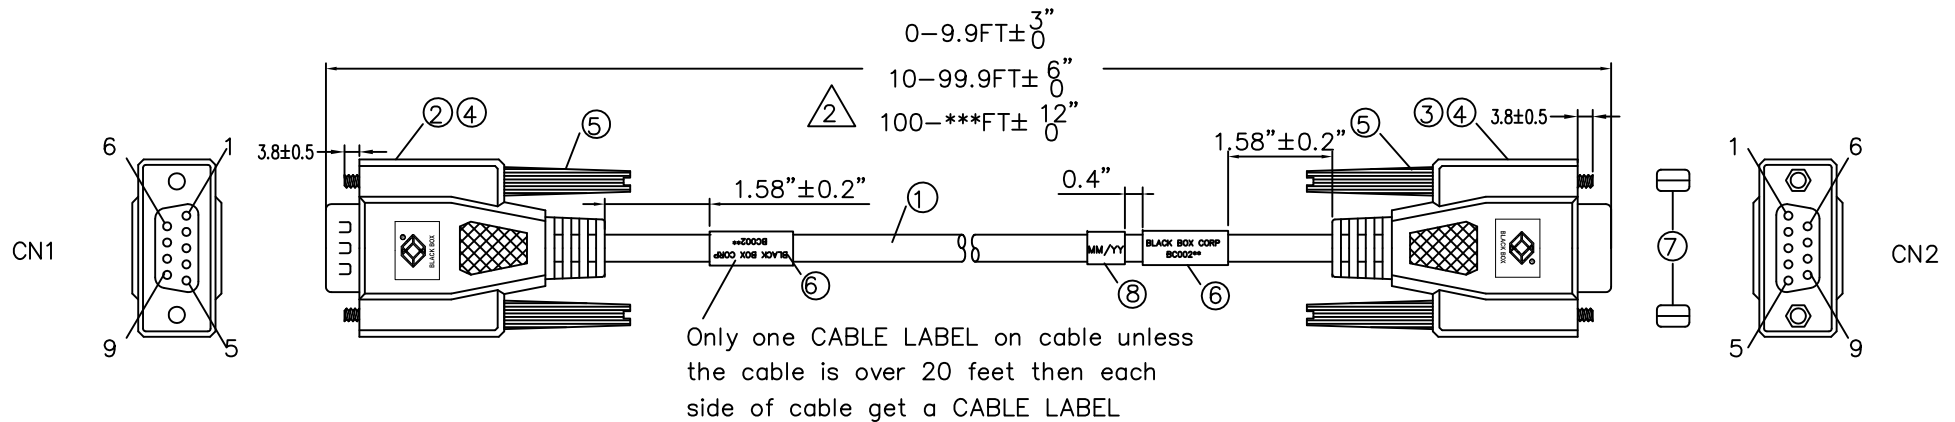 0-9.9FT± 3" 0
10-99.9FT± 6" 0
2
100-***FT± 12" 0
2 4
5
1.58"±0.2"
5
3 4
3.8±0.5
6 1
3.8±0.5
1 6
0.4"
1.58"±0.2"
1
CN1
BLACK BOX
BLACK BOX CORP
BC002**
MM/YY
BLACK BOX CORP
BC002**
BLACK BOX
7
CN2
6
8
6
9 5
5 9
Only one CABLE LABEL on cable unless
the cable is over 20 feet then each
side of cable get a CABLE LABEL